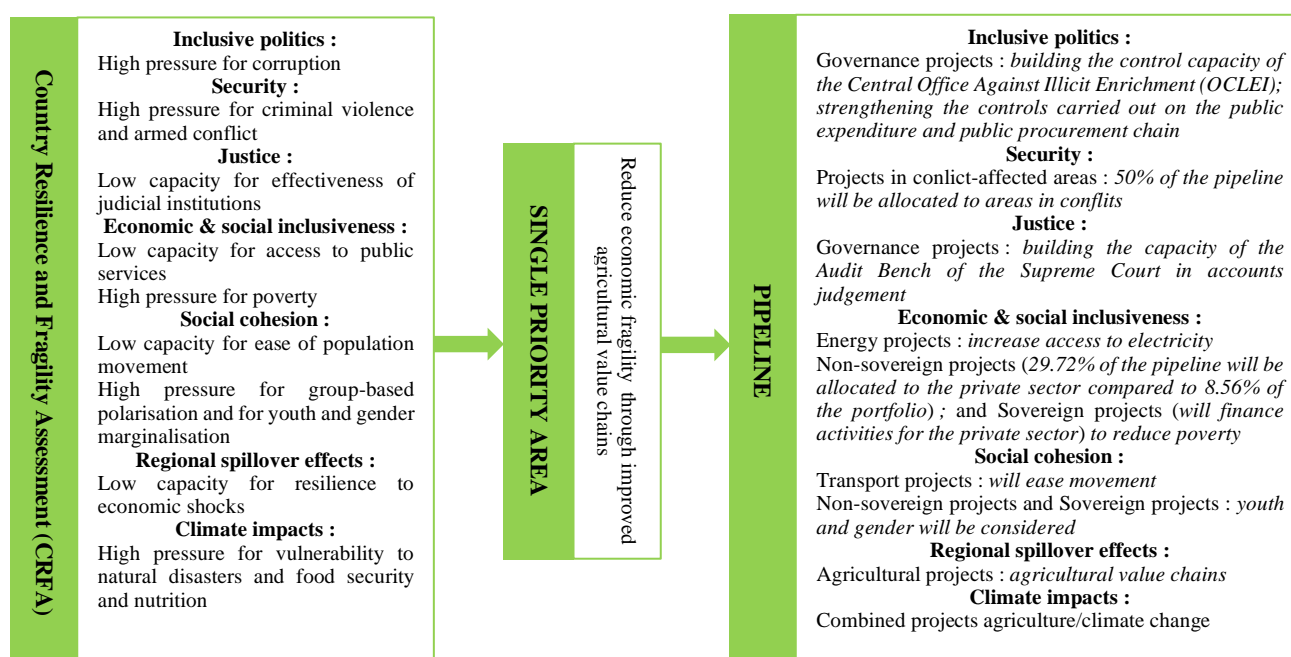 Country Resilience and Fragility Assessment (CRFA)
Inclusive politics :
High pressure for corruption
Security :
High pressure for criminal violence
and armed conflict
Justice :
Low capacity for effectiveness of
judicial institutions
Economic & social inclusiveness :
Low capacity for access to public
services
High pressure for poverty
Social cohesion :
Low capacity for ease of population
movement
High pressure for group-based
polarisation and for youth and gender
marginalisation
Regional spillover effects :
Low capacity for resilience to
economic shocks
Climate impacts :
High pressure for vulnerability to
natural disasters and food security
and nutrition
SINGLE PRIORITY AREA
Reduce economic fragility through improved
agricultural value chains
PIPELINE
Inclusive politics :
Governance projects : building the control capacity of
the Central Office Against Illicit Enrichment (OCLEI);
strengthening the controls carried out on the public
expenditure and public procurement chain
Security :
Projects in conlict-affected areas : 50% of the pipeline
will be allocated to areas in conflits
Justice :
Governance projects : building the capacity of the
Audit Bench of the Supreme Court in accounts
judgement
Economic & social inclusiveness :
Energy projects : increase access to electricity
Non-sovereign projects (29.72% of the pipeline will be
allocated to the private sector compared to 8.56% of
the portfolio) ; and Sovereign projects (will finance
activities for the private sector) to reduce poverty
Social cohesion :
Transport projects : will ease movement
Non-sovereign projects and Sovereign projects : youth
and gender will be considered
Regional spillover effects :
Agricultural projects : agricultural value chains
Climate impacts :
Combined projects agriculture/climate change